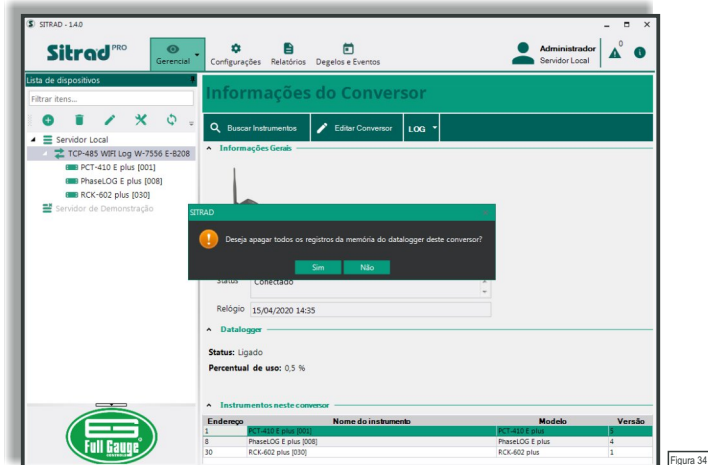 SITRAD - 1.4.0
Sitrad PRO
Gerencial
Configurações
Relatórios
Degelos e Eventos
Administrador
Servidor Local
0
Lista de dispositivos
Filtrar itens...
Servidor Local
TCP-485 WIFI Log W-7556 E-8208
PCT-410 E plus [001]
PhaseLOG E plus [008]
RCK-602 plus [030]
Servidor de Demonstração
Informações do Conversor
Buscar Instrumentos
Editar Conversor
LOG
Informações Gerais
SITRAD
Deseja apagar todos os registros da memória do datalogger deste conversor?
Sim
Não
Status
Conectado
Relógio
15/04/2020 14:35
Datalogger
Status: Ligado
Percentual de uso: 0,5 %
Instrumentos neste conversor
Endereço Nome do instrumento Modelo Versão
1 PCT-410 E plus [001] PCT-410 E plus 5
8 PhaseLOG E plus [008] PhaseLOG E plus 4
30 RCK-602 plus [030] RCK-602 plus 1
Full Gauge
CONTROLS
Figura 34